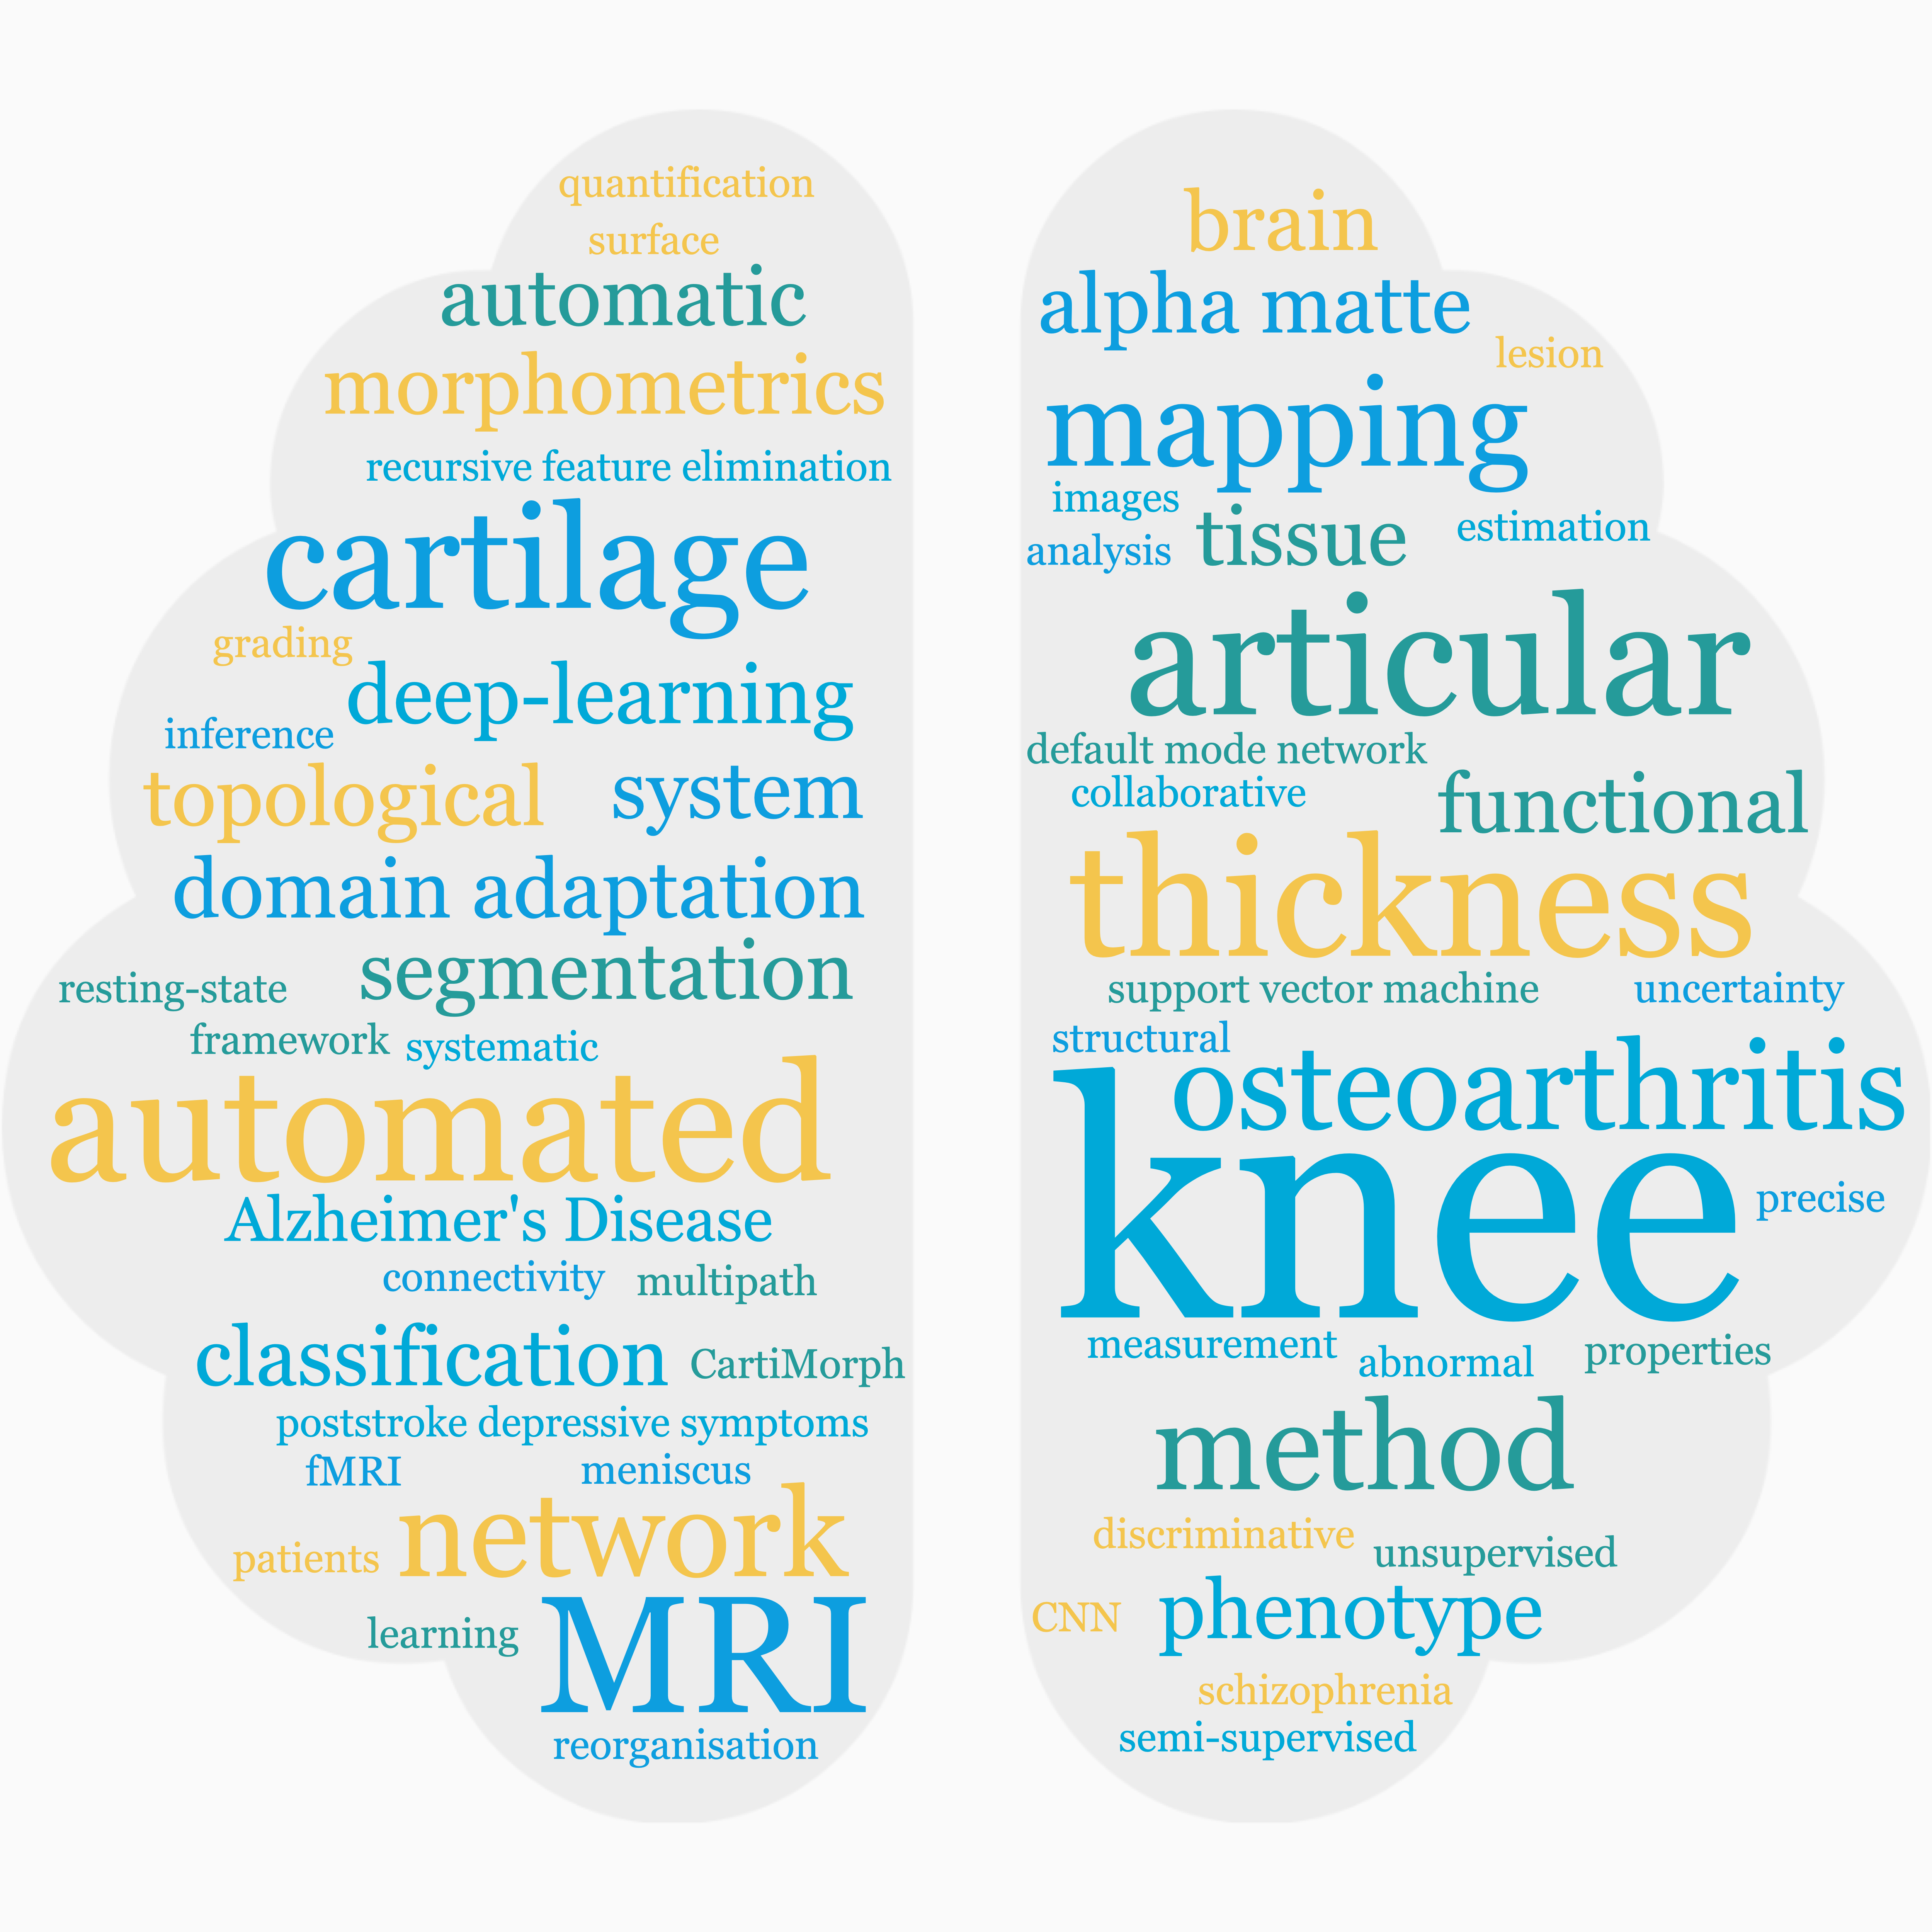 quantification
surface
automatic
morphometrics
recursive feature elimination
cartilage
grading
deep-learning
inference
topological
system
domain adaptation
segmentation
resting-state
framework
systematic
automated
Alzheimer's Disease
connectivity
multipath
classification
CartiMorph
poststroke depressive symptoms
fMRI
meniscus
network
patients
learning
MRI
reorganisation
brain
alpha matte
lesion
mapping
images
tissue
estimation
analysis
articular
default mode network
collaborative
functional
thickness
support vector machine
uncertainty
structural
osteoarthritis
knee
precise
measurement
abnormal
properties
method
discriminative
unsupervised
CNN
phenotype
schizophrenia
semi-supervised